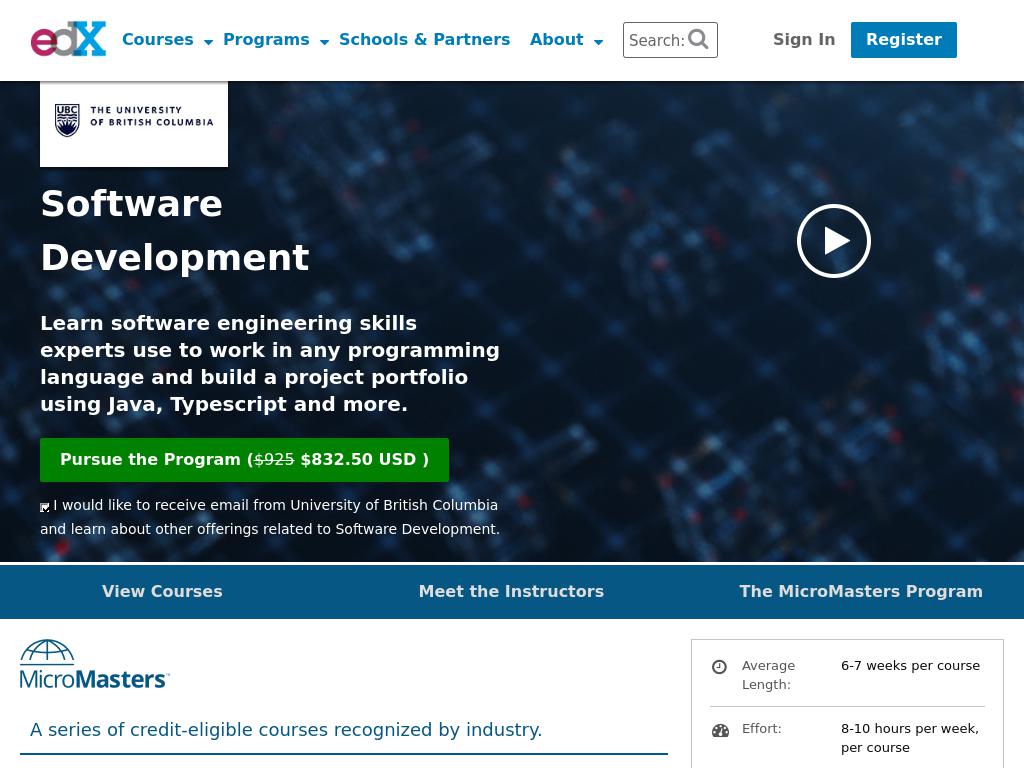 edX
Courses
Programs
Schools & Partners
About
Search:
Sign In
Register
UBC
THE UNIVERSITY
OF BRITISH COLUMBIA
Software
Development
Learn software engineering skills
experts use to work in any programming
language and build a project portfolio
using Java, Typescript and more.
Pursue the Program ($925 $832.50 USD )
I would like to receive email from University of British Columbia
and learn about other offerings related to Software Development.
View Courses
Meet the Instructors
The MicroMasters Program
MicroMasters
A series of credit-eligible courses recognized by industry.
Average
Length:
6-7 weeks per course
Effort:
8-10 hours per week,
per course